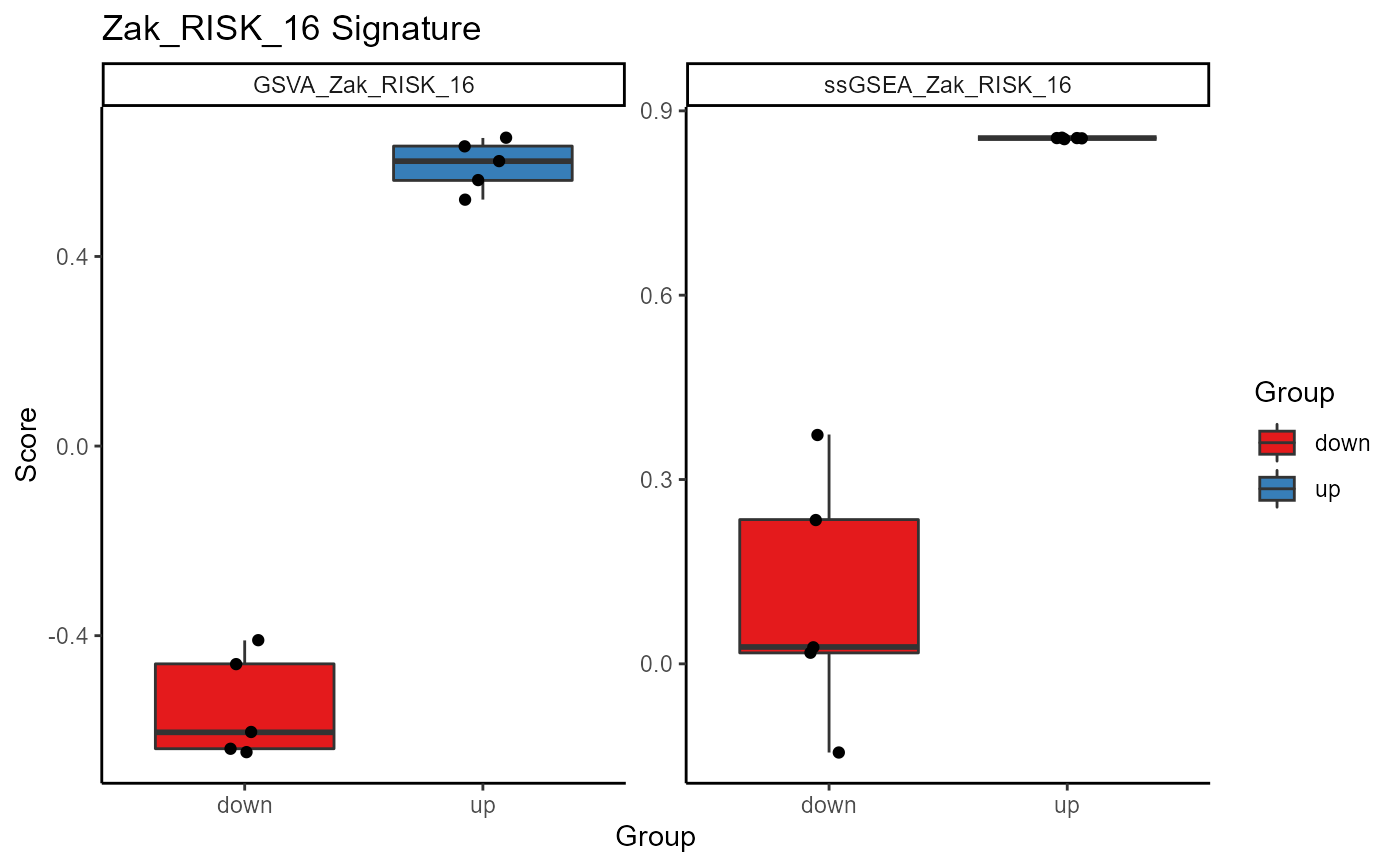 Zak_RISK_16 Signature
GSVA_Zak_RISK_16
ssGSEA_Zak_RISK_16
Score
0.4
0.0
-0.4
0.9
0.6
0.3
0.0
down
up
down
up
Group
Group
down
up